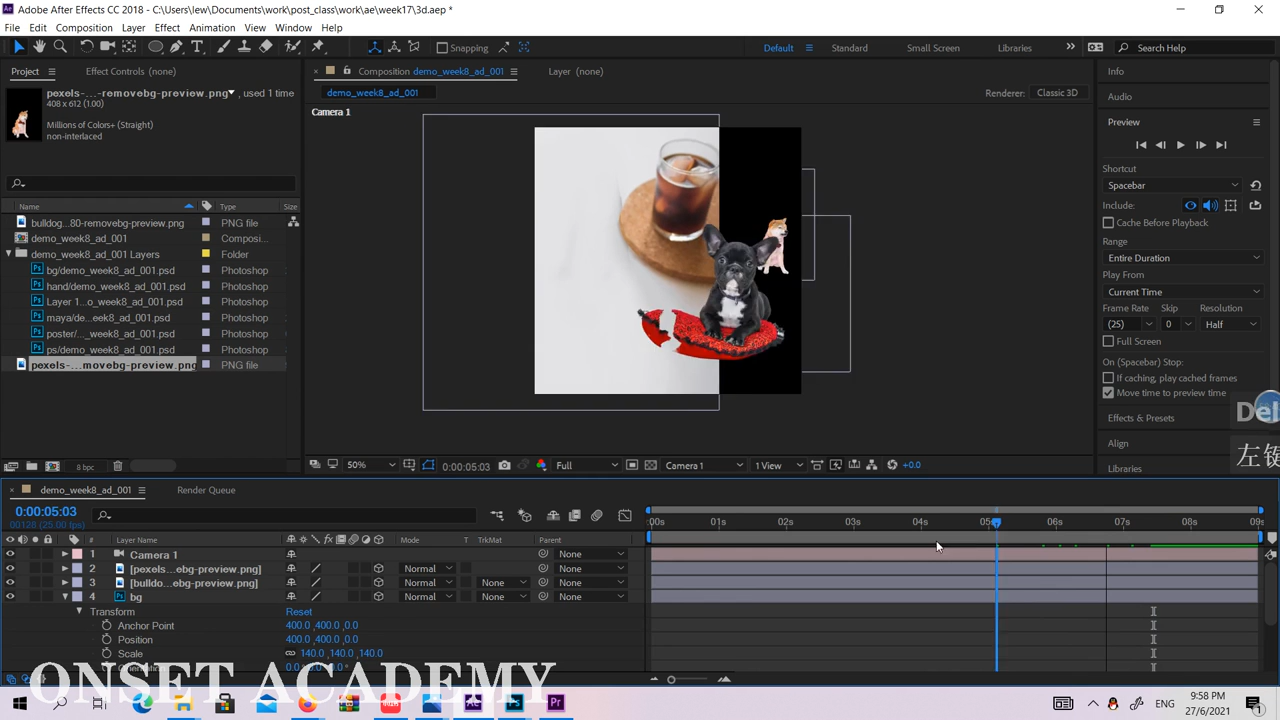 Adobe After Effects CC 2018 - C:\Users\lew\Documents\work\post_class\work\ae\week17\3d.aep *
File Edit Composition Layer Effect Animation View Window Help
Snapping Default Standard Small Screen Libraries Search Help
Project Effect Controls (none) Composition demo_week8_ad_001 Layer (none) Info
demo_week8_ad_001 Renderer: Classic 3D
pexels-...-removebg-preview.png, used 1 time
408 x 612 (1.00)
Millions of Colors+ (Straight)
non-interlaced
Camera 1
Audio
Preview
Shortcut
Spacebar
Include:
Cache Before Playback
Range
Entire Duration
Play From
Current Time
Frame Rate Skip Resolution
(25) 0 Half
Full Screen
On (Spacebar) Stop:
If caching, play cached frames
Move time to preview time
Effects & Presets
Align
Libraries
Del
左键
Name Type Size
bulldog...80-removebg-preview.png PNG file
demo_week8_ad_001 Composi...
demo_week8_ad_001 Layers Folder
bg/demo_week8_ad_001.psd Photoshop
hand/demo_week8_ad_001.psd Photoshop
Layer 1...o_week8_ad_001.psd Photoshop
maya/de...eek8_ad_001.psd Photoshop
poster/..._week8_ad_001.psd Photoshop
ps/demo_week8_ad_001.psd Photoshop
pexels-...movebg-preview.png PNG file
8 bpc
50% 0:00:05:03 Full Camera 1 1 View +0.0
demo_week8_ad_001 Render Queue
0:00:05:03
00128 (25.00 fps)
:00s 01s 02s 03s 04s 05s 06s 07s 08s 09s
# Layer Name Mode T TrkMat Parent
1 Camera 1 None
2 [pexels-...ebg-preview.png] Normal None
3 [bulldo...ebg-preview.png] Normal None None
4 bg Normal None None
Transform Reset
Anchor Point 400.0,400.0,0.0
Position 400.0,400.0,0.0
Scale 140.0,140.0,140.0
Orientation
ONSET ACADEMY
ENG
9:58 PM
27/6/2021